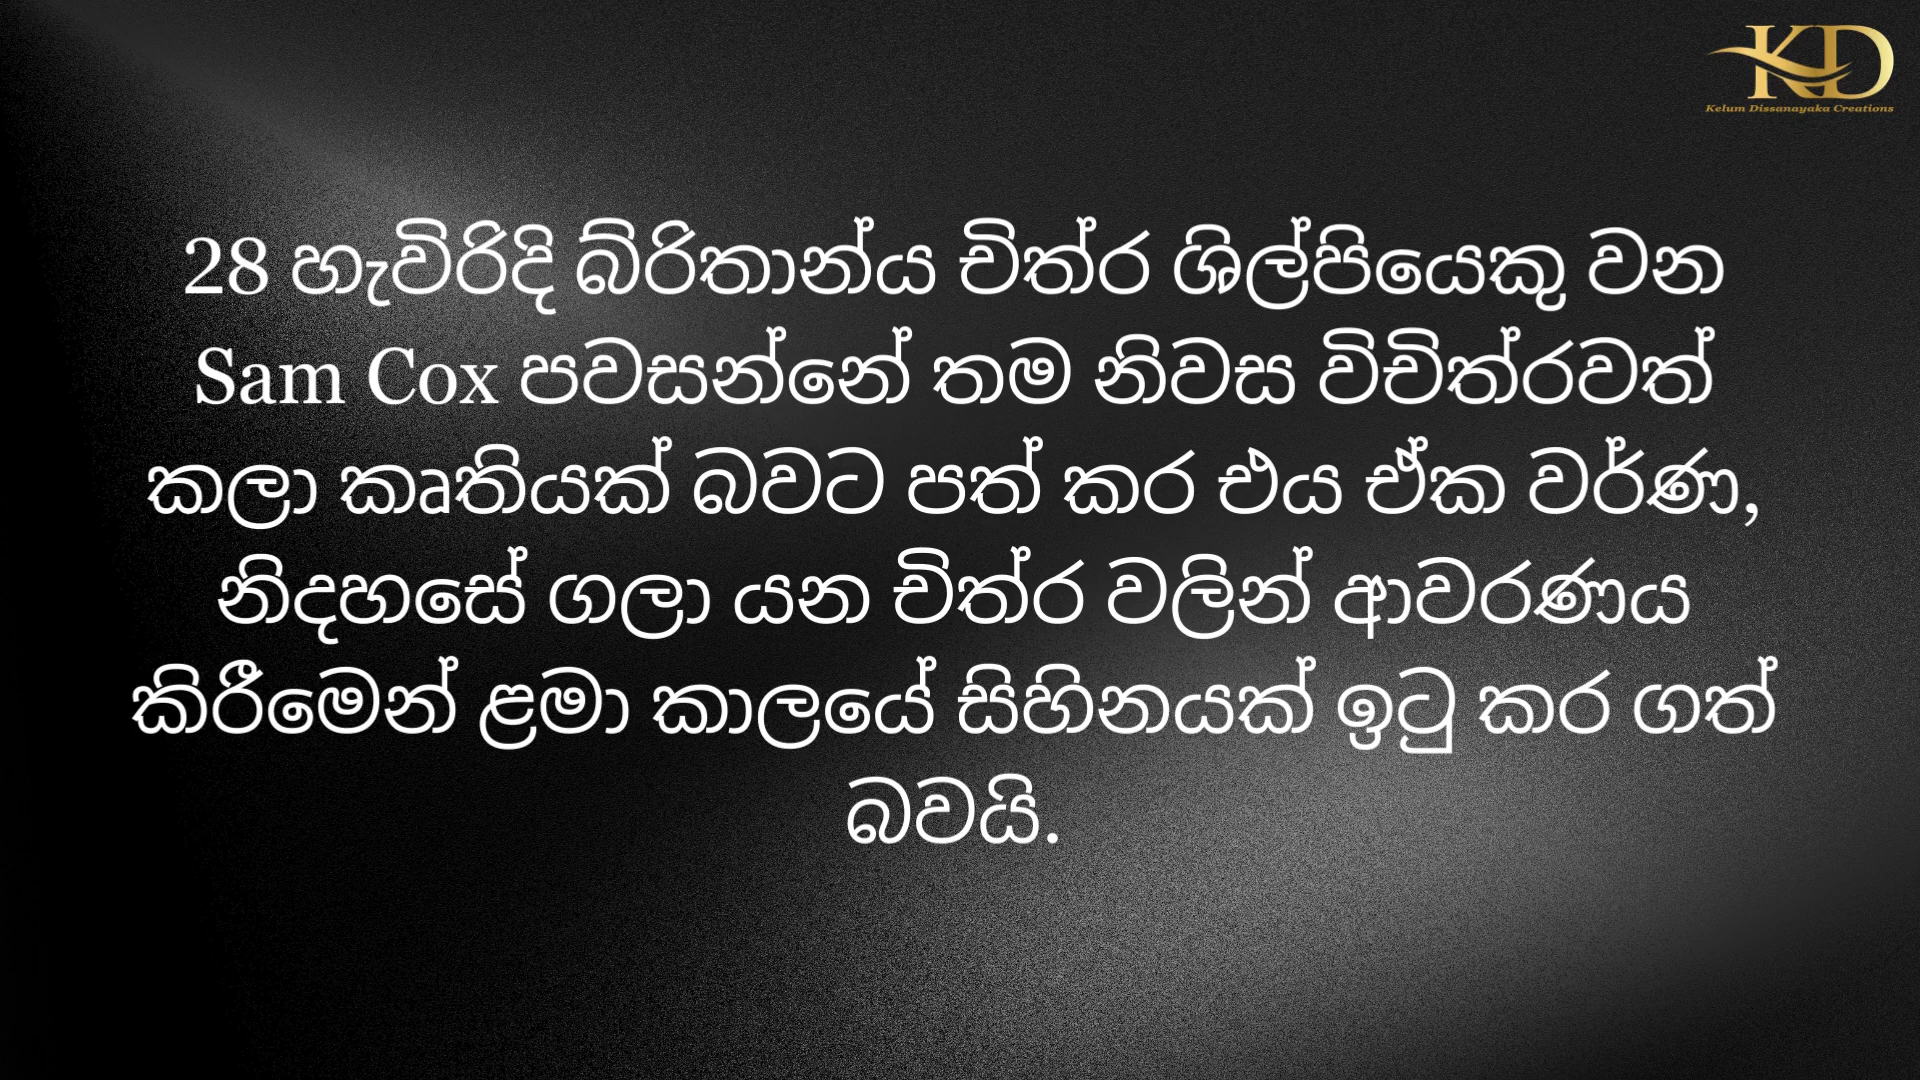 KD
Kelum Dissanayaka Creations
28 හැවිරිදි බ්රිතාන්ය චිත්ර ශිල්පියෙකු වන
Sam Cox පවසන්නේ තම නිවස විචිත්රවත්
කලා කෘතියක් බවට පත් කර එය ඒක වර්ණ,
නිදහසේ ගලා යන චිත්ර වලින් ආවරණය
කිරීමෙන් ළමා කාලයේ සිහිනයක් ඉටු කර ගත්
බවයි.